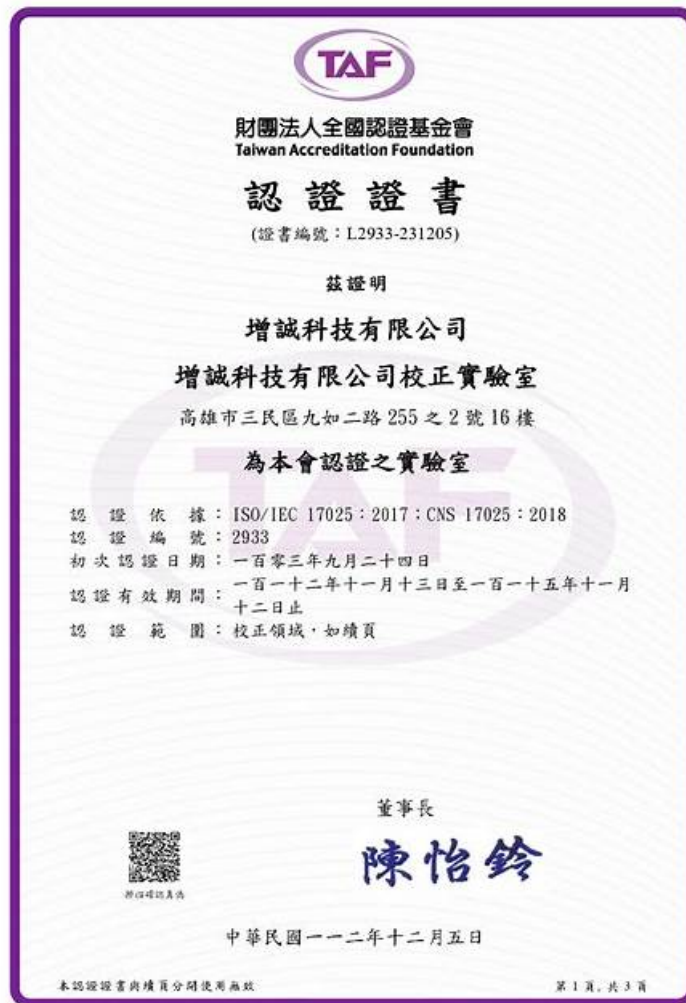 TAF
財團法人全國認證基金會
Taiwan Accreditation Foundation
認證證書
(證書編號：L2933-231205)
茲證明
增誠科技有限公司
增誠科技有限公司校正實驗室
高雄市三民區九如二路 255 之 2 號 16 樓
為本會認證之實驗室
認證依據：ISO/IEC 17025：2017；CNS 17025：2018
認證編號：2933
初次認證日期：一百零三年九月二十四日
認證有效期間：一百一十二年十一月十三日至一百一十五年十一月
十二日止
認證範圍：校正領域，如續頁
董事長
陳怡鈴
掃描確認真偽
中華民國一一二年十二月五日
本認證證書與續頁分開使用無效
第 1 頁, 共 3 頁